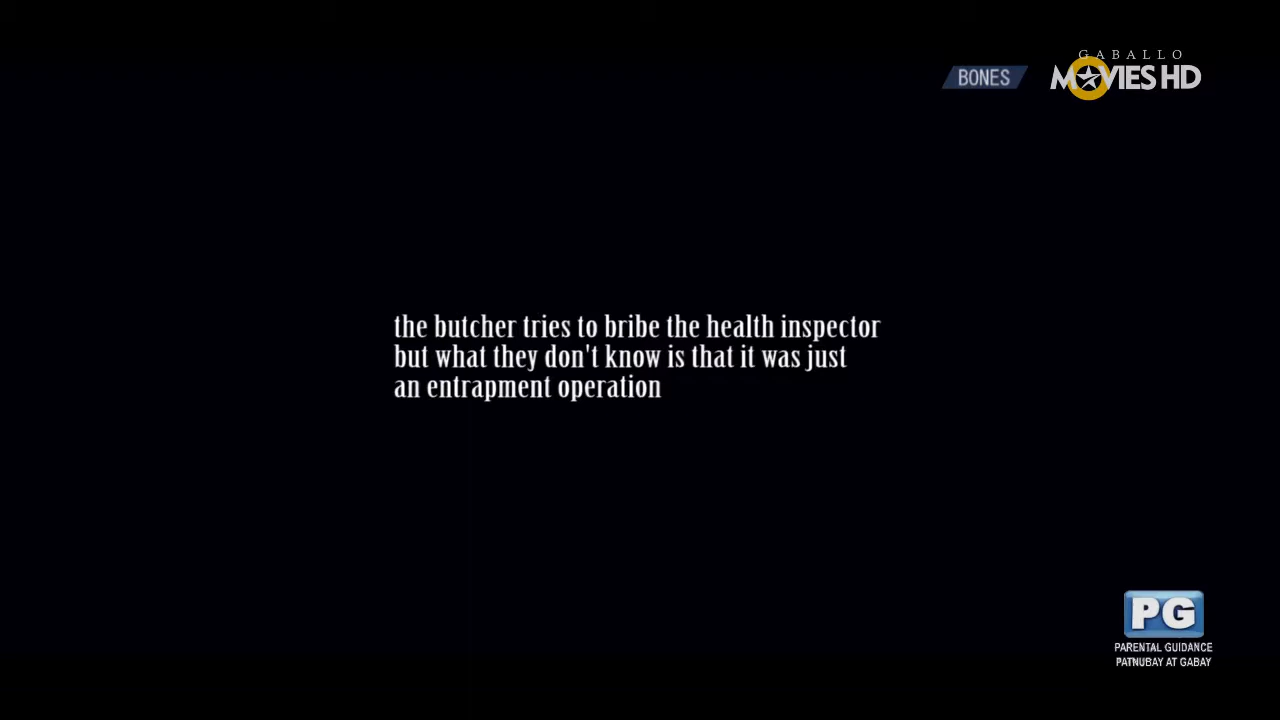 GABALLO
BONES
MOVIES HD
the butcher tries to bribe the health inspector
but what they don't know is that it was just
an entrapment operation
PG
PARENTAL GUIDANCE
PATNUBAY AT GABAY